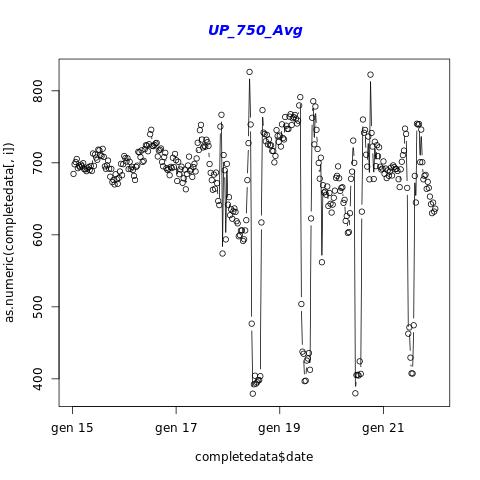 UP_750_Avg
800
700
600
500
400
as.numeric(completedata[, i])
gen 15
gen 17
gen 19
gen 21
completedata$date